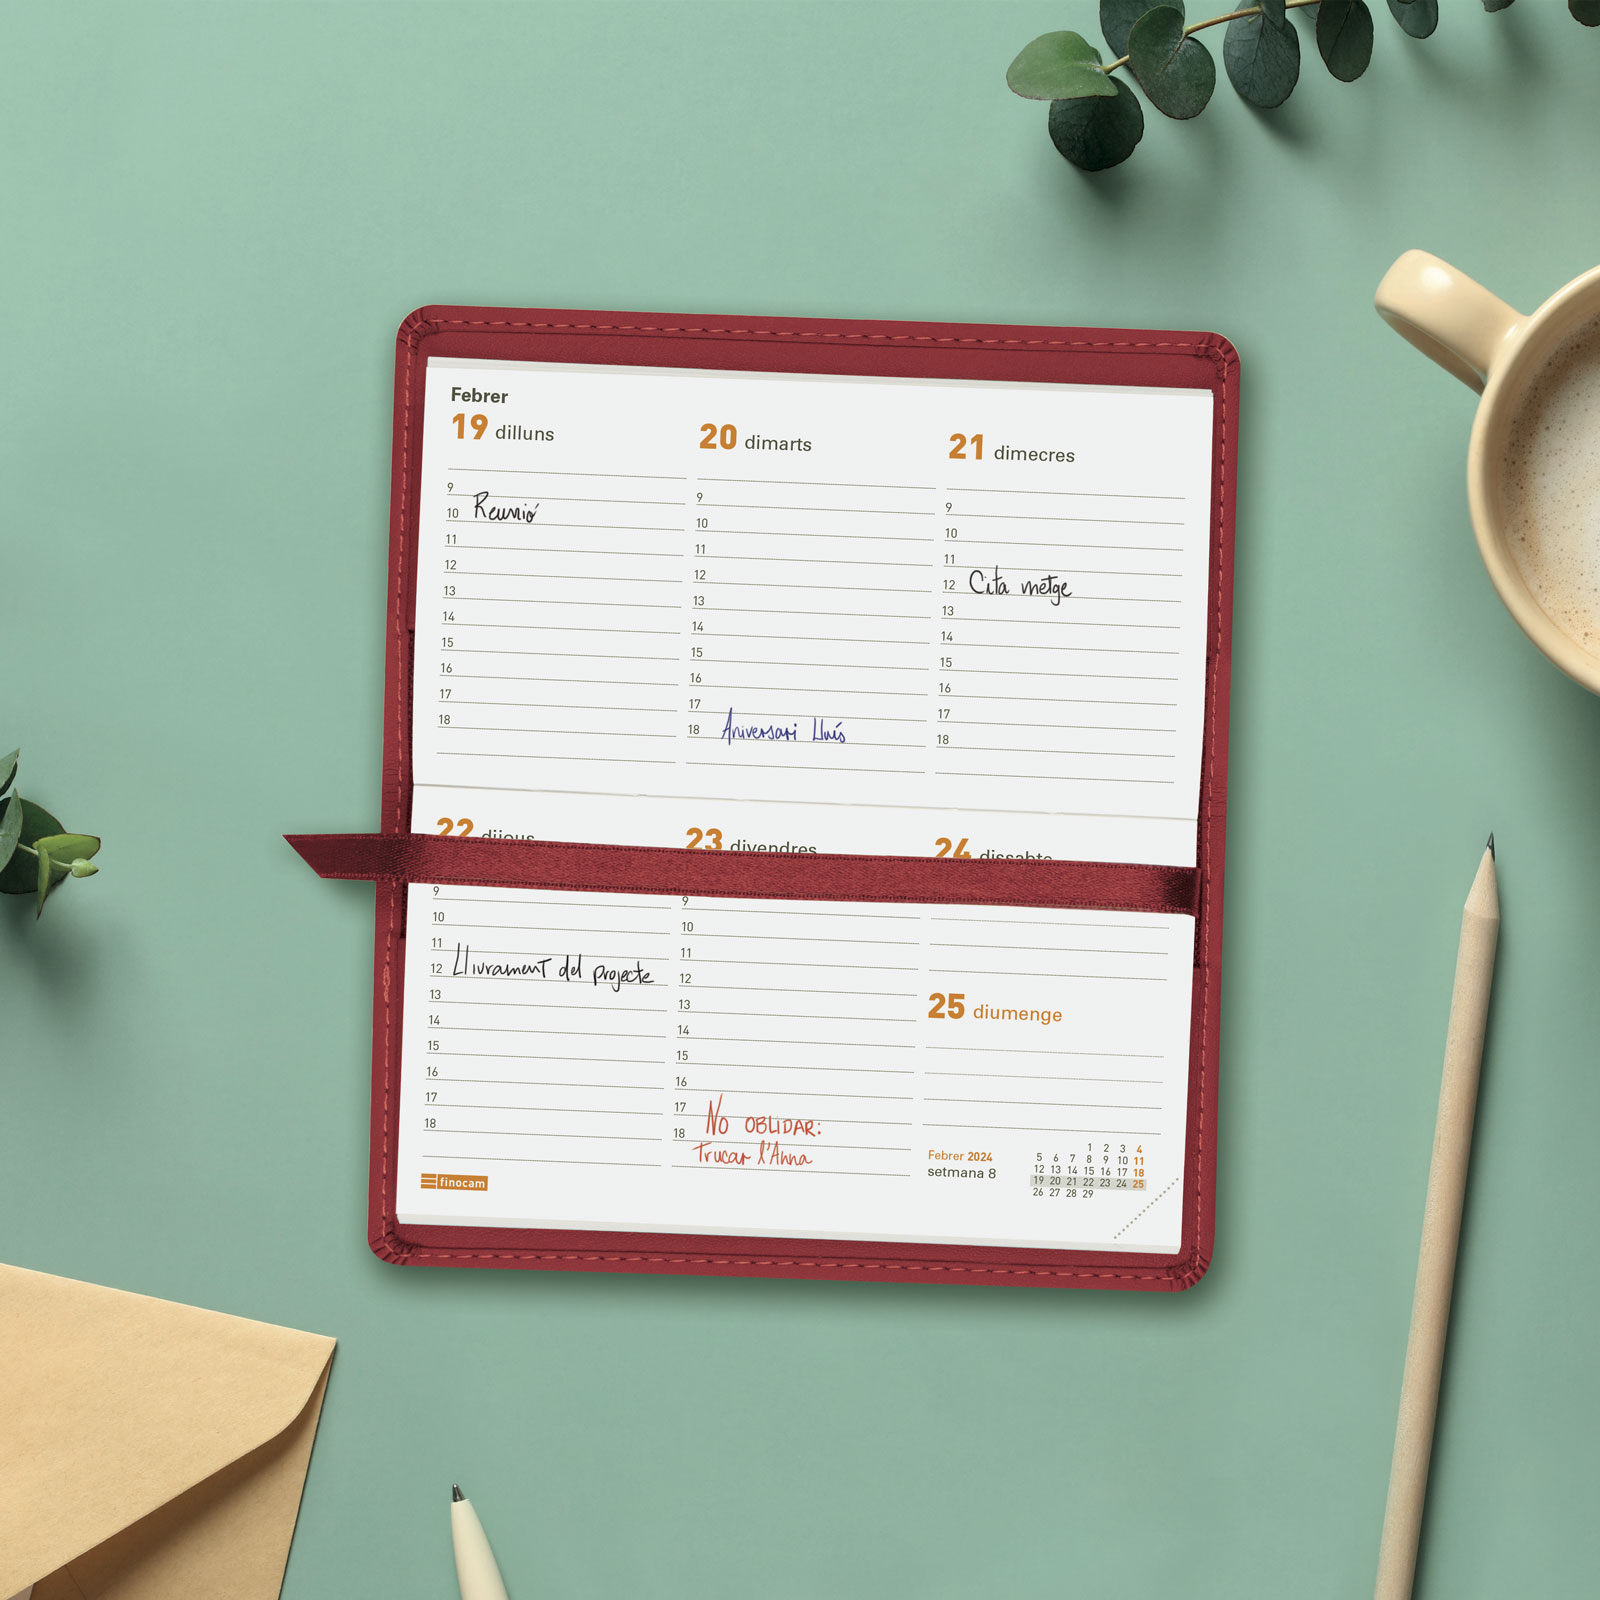 Febrer
19 dilluns
9
10 Reunió
11
12
13
14
15
16
17
18
20 dimarts
9
10
11
12
13
14
15
16
17
18 Aniversari Lluís
21 dimecres
9
10
11
12 Cita metge
13
14
15
16
17
18
22 dijous
9
10
11
12 Lliurament del projecte
13
14
15
16
17
18
23 divendres
9
10
11
12
13
14
15
16
17 No OBLIDAR:
18 Trucar l'Anna
24 dissabte
25 diumenge
Febrer 2024
setmana 8
1 2 3 4
5 6 7 8 9 10 11
12 13 14 15 16 17 18
19 20 21 22 23 24 25
26 27 28 29
finocam